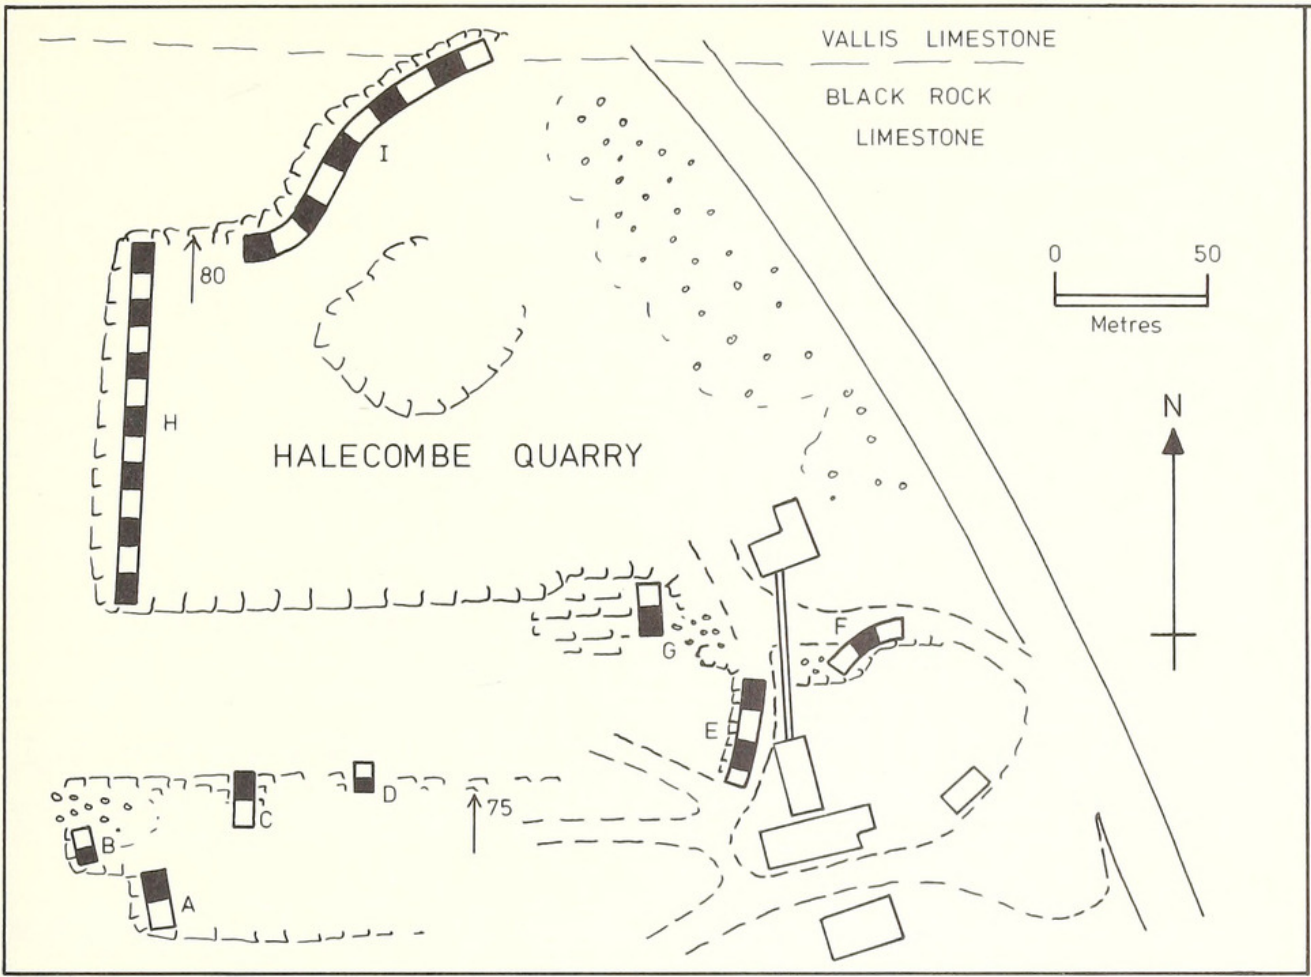 VALLIS LIMESTONE
BLACK ROCK
LIMESTONE
I
80
0 50
Metres
N
H
HALECOMBE QUARRY
F
G
E
D
75
C
B
A